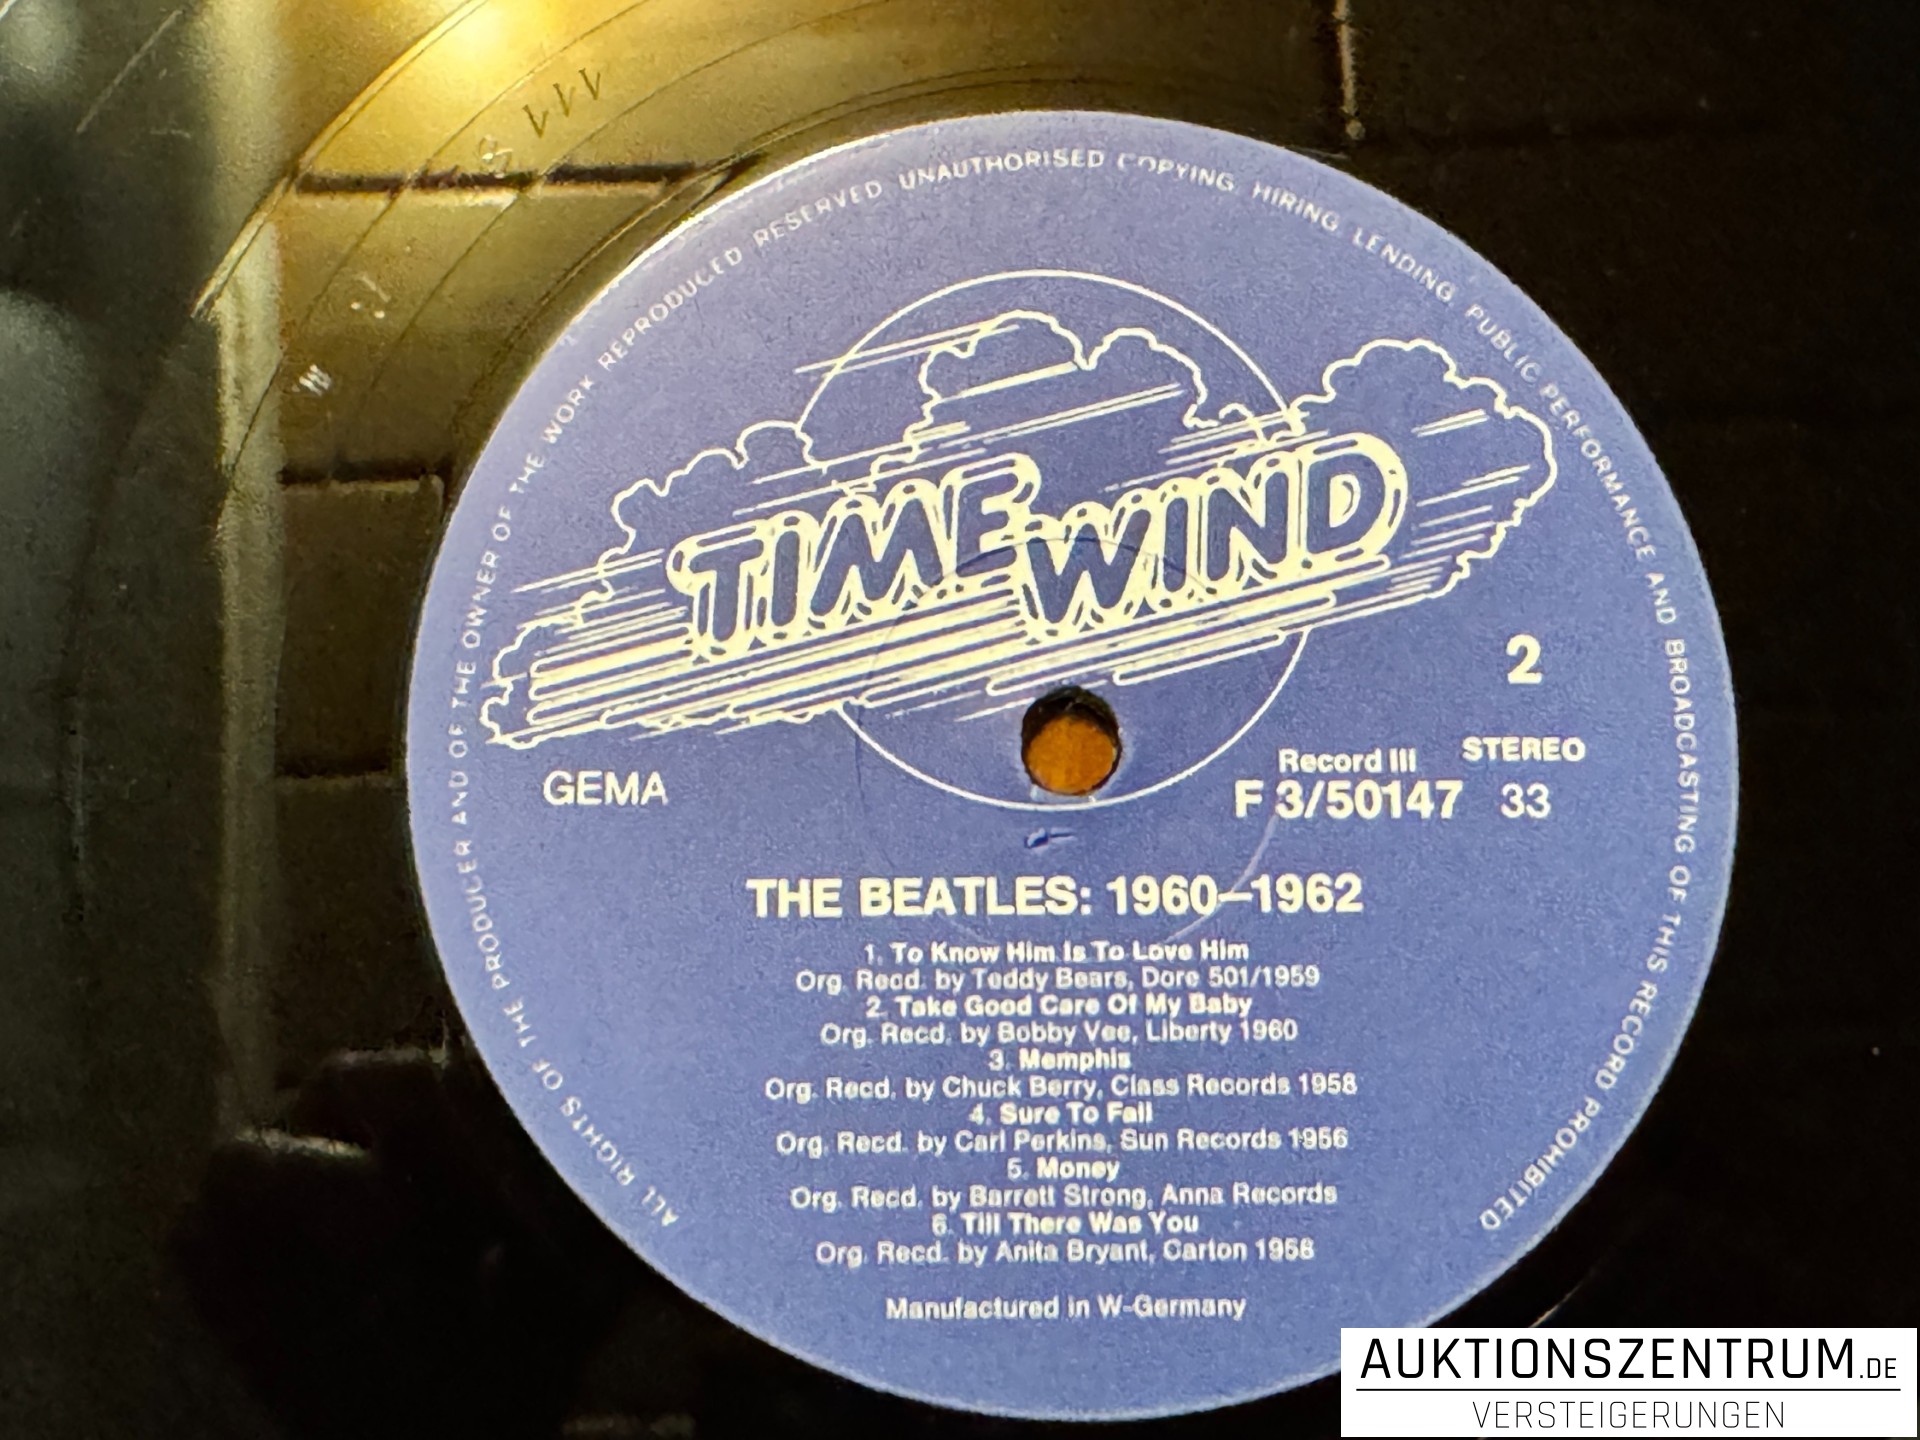 ALL RIGHTS OF THE PRODUCER AND OF THE OWNER OF THE WORK REPRODUCED RESERVED UNAUTHORISED COPYING HIRING LENDING PUBLIC PERFORMANCE AND BROADCASTING OF THIS RECORD PROHIBITED
TIME WIND
2
GEMA
Record III STEREO
F 3/50147 33
THE BEATLES: 1960–1962
1. To Know Him Is To Love Him
Org. Recd. by Teddy Bears, Dore 501/1959
2. Take Good Care Of My Baby
Org. Recd. by Bobby Vee, Liberty 1960
3. Memphis
Org. Recd. by Chuck Berry, Class Records 1958
4. Sure To Fall
Org. Recd. by Carl Perkins, Sun Records 1956
5. Money
Org. Recd. by Barrett Strong, Anna Records
6. Till There Was You
Org. Recd. by Anita Bryant, Carton 1958
Manufactured in W-Germany
AUKTIONSZENTRUM.DE
VERSTEIGERUNGEN